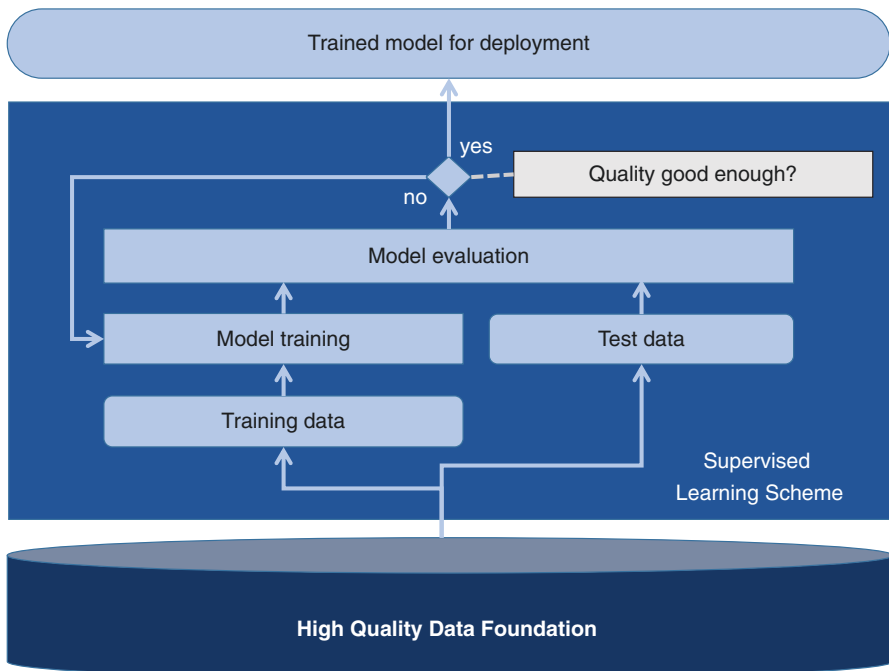 Trained model for deployment
yes
Quality good enough?
no
Model evaluation
Model training
Test data
Training data
Supervised
Learning Scheme
High Quality Data Foundation